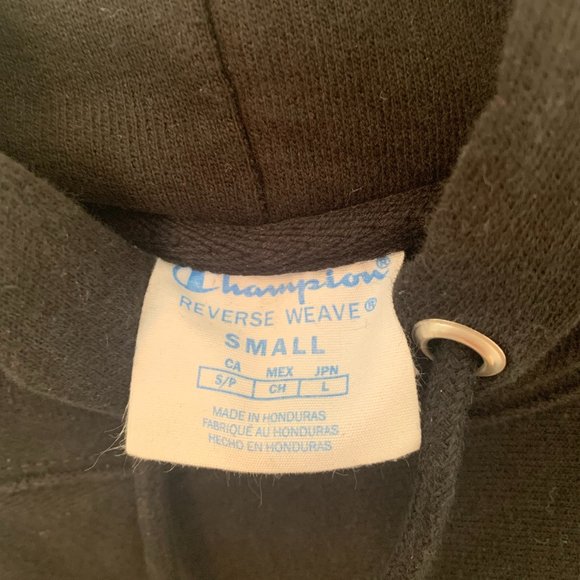 Champion®
REVERSE WEAVE®
SMALL
CA MEX JPN
S/P CH L
MADE IN HONDURAS
FABRIQUÉ AU HONDURAS
HECHO EN HONDURAS